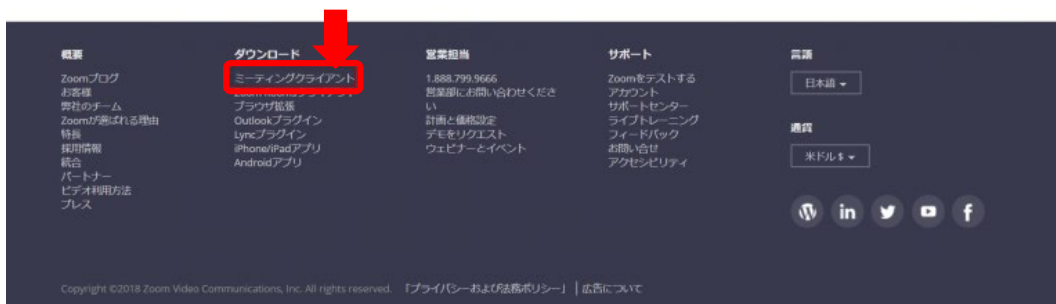 概要
Zoomブログ
お客様
弊社のチーム
Zoomが選ばれる理由
特長
採用情報
統合
パートナー
ビデオ利用方法
プレス
ダウンロード
ミーティングクライアント
Zoom Roomsクライアント
ブラウザ拡張
Outlookプラグイン
Lyncプラグイン
iPhone/iPadアプリ
Androidアプリ
営業担当
1.888.799.9666
営業部にお問い合わせくださ
い
計画と価格設定
デモをリクエスト
ウェビナーとイベント
サポート
Zoomをテストする
アカウント
サポートセンター
ライブトレーニング
フィードバック
お問い合せ
アクセシビリティ
言語
日本語
通貨
米ドル $
in
f
Copyright ©2018 Zoom Video Communications, Inc. All rights reserved. 「プライバシーおよび法務ポリシー」 | 広告について